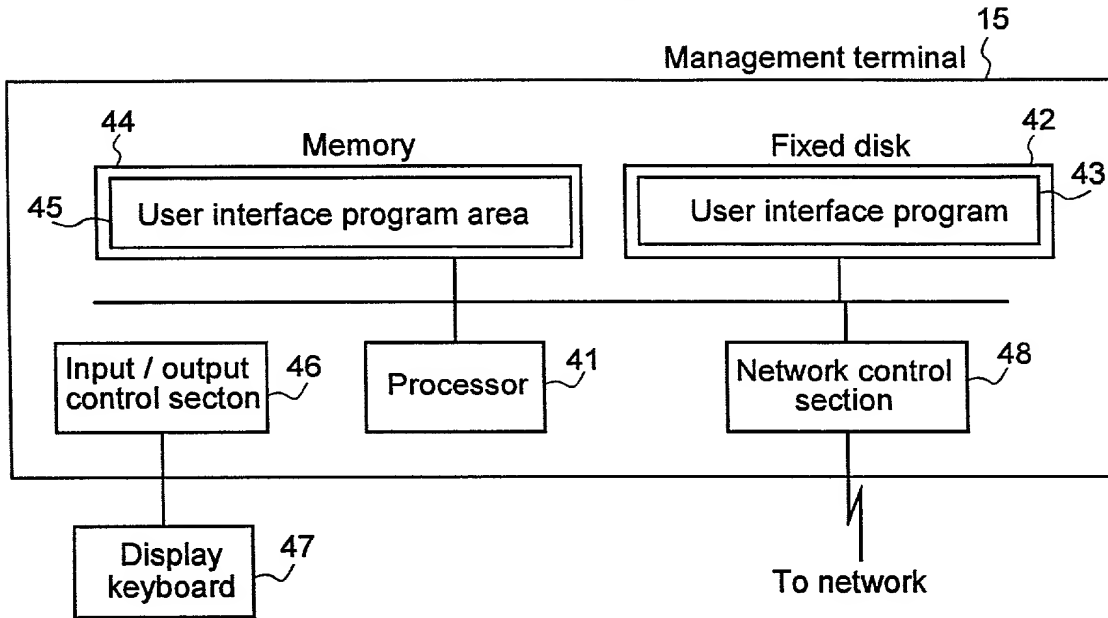 15
Management terminal
44
Memory
42
Fixed disk
43
45
User interface program area
User interface program
Input / output
control secton
46
Processor
41
Network control
section
48
Display
keyboard
47
To network